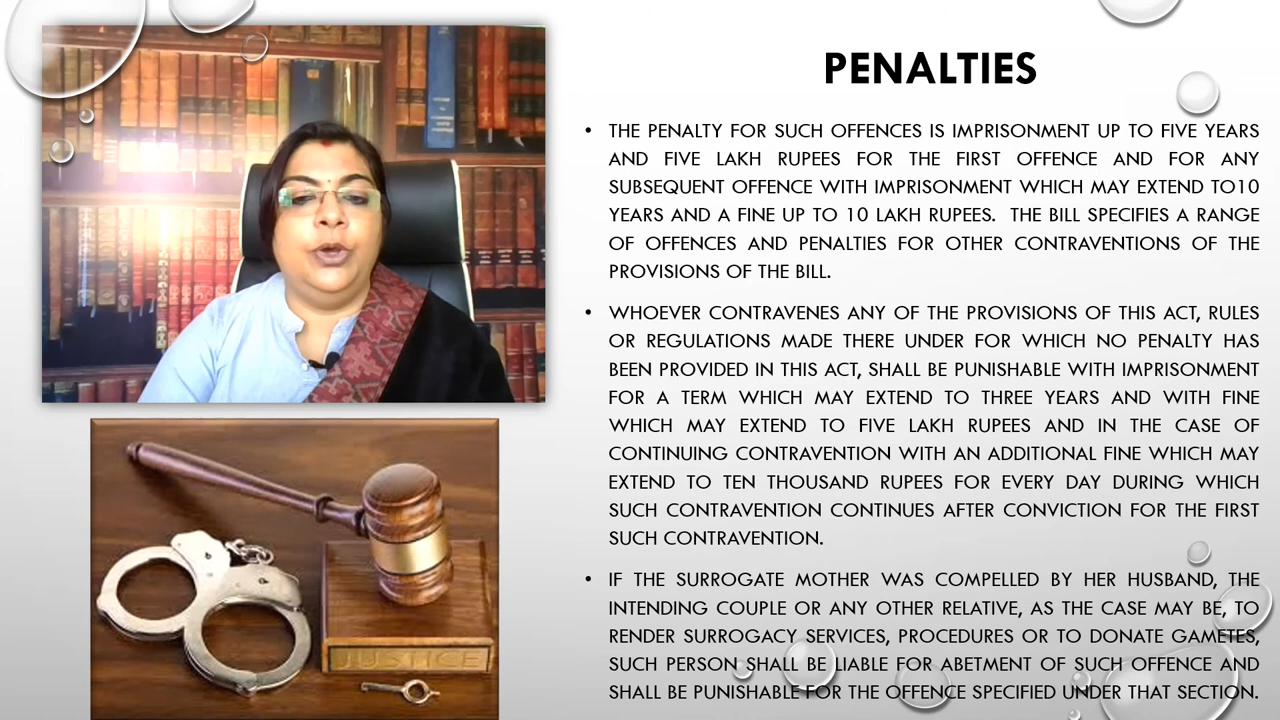 PENALTIES
• THE PENALTY FOR SUCH OFFENCES IS IMPRISONMENT UP TO FIVE YEARS
AND FIVE LAKH RUPEES FOR THE FIRST OFFENCE AND FOR ANY
SUBSEQUENT OFFENCE WITH IMPRISONMENT WHICH MAY EXTEND TO10
YEARS AND A FINE UP TO 10 LAKH RUPEES. THE BILL SPECIFIES A RANGE
OF OFFENCES AND PENALTIES FOR OTHER CONTRAVENTIONS OF THE
PROVISIONS OF THE BILL.
• WHOEVER CONTRAVENES ANY OF THE PROVISIONS OF THIS ACT, RULES
OR REGULATIONS MADE THERE UNDER FOR WHICH NO PENALTY HAS
BEEN PROVIDED IN THIS ACT, SHALL BE PUNISHABLE WITH IMPRISONMENT
FOR A TERM WHICH MAY EXTEND TO THREE YEARS AND WITH FINE
WHICH MAY EXTEND TO FIVE LAKH RUPEES AND IN THE CASE OF
CONTINUING CONTRAVENTION WITH AN ADDITIONAL FINE WHICH MAY
EXTEND TO TEN THOUSAND RUPEES FOR EVERY DAY DURING WHICH
SUCH CONTRAVENTION CONTINUES AFTER CONVICTION FOR THE FIRST
SUCH CONTRAVENTION.
• IF THE SURROGATE MOTHER WAS COMPELLED BY HER HUSBAND, THE
INTENDING COUPLE OR ANY OTHER RELATIVE, AS THE CASE MAY BE, TO
RENDER SURROGACY SERVICES, PROCEDURES OR TO DONATE GAMETES,
SUCH PERSON SHALL BE LIABLE FOR ABETMENT OF SUCH OFFENCE AND
SHALL BE PUNISHABLE FOR THE OFFENCE SPECIFIED UNDER THAT SECTION.
JUSTICE